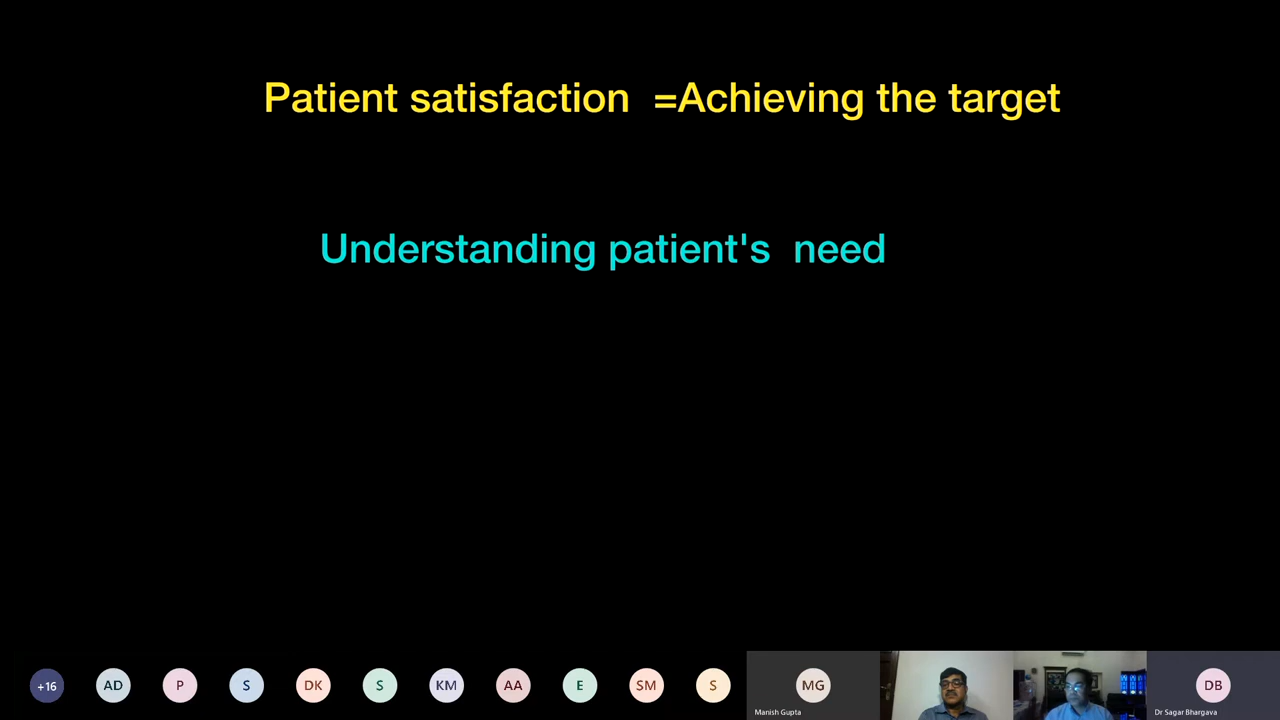 Patient satisfaction =Achieving the target
Understanding patient's need
+16 AD P S DK S KM AA E SM S MG DB
Manish Gupta Dr Sagar Bhargava